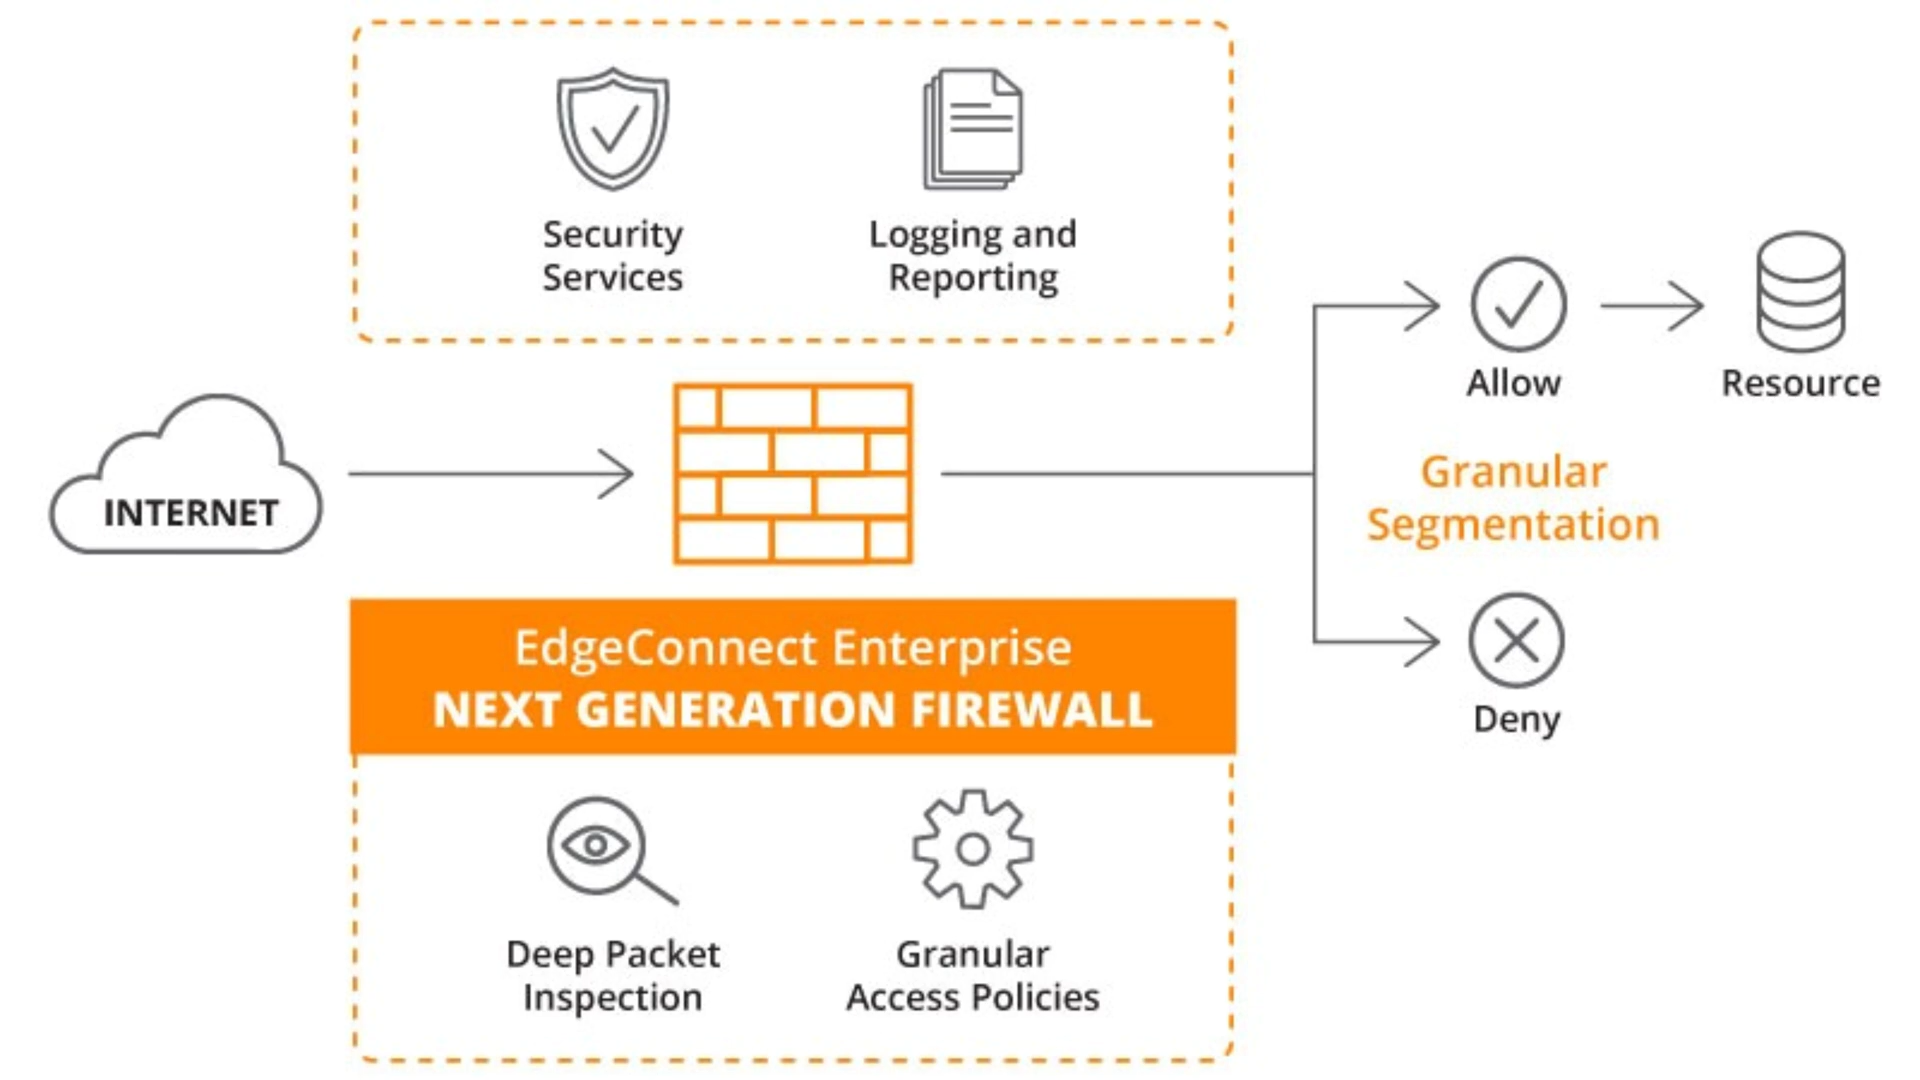 Security
Services
Logging and
Reporting
INTERNET
Allow
Resource
Granular
Segmentation
Deny
EdgeConnect Enterprise
NEXT GENERATION FIREWALL
Deep Packet
Inspection
Granular
Access Policies